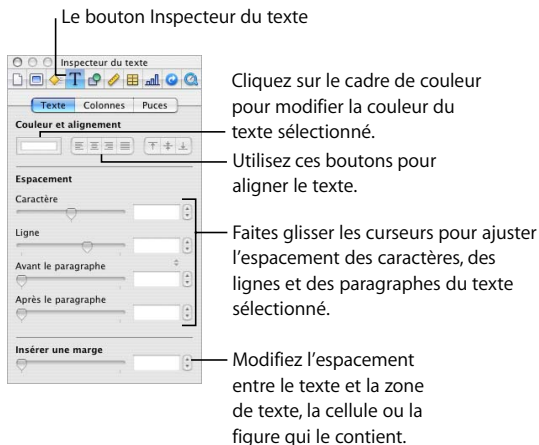 Le bouton Inspecteur du texte
Inspecteur du texte
T
Texte Colonnes Puces
Couleur et alignement
Cliquez sur le cadre de couleur
pour modifier la couleur du
texte sélectionné.
Utilisez ces boutons pour
aligner le texte.
Espacement
Caractère
Ligne
Avant le paragraphe
Après le paragraphe
Faites glisser les curseurs pour ajuster
l’espacement des caractères, des
lignes et des paragraphes du texte
sélectionné.
Insérer une marge
Modifiez l’espacement
entre le texte et la zone
de texte, la cellule ou la
figure qui le contient.